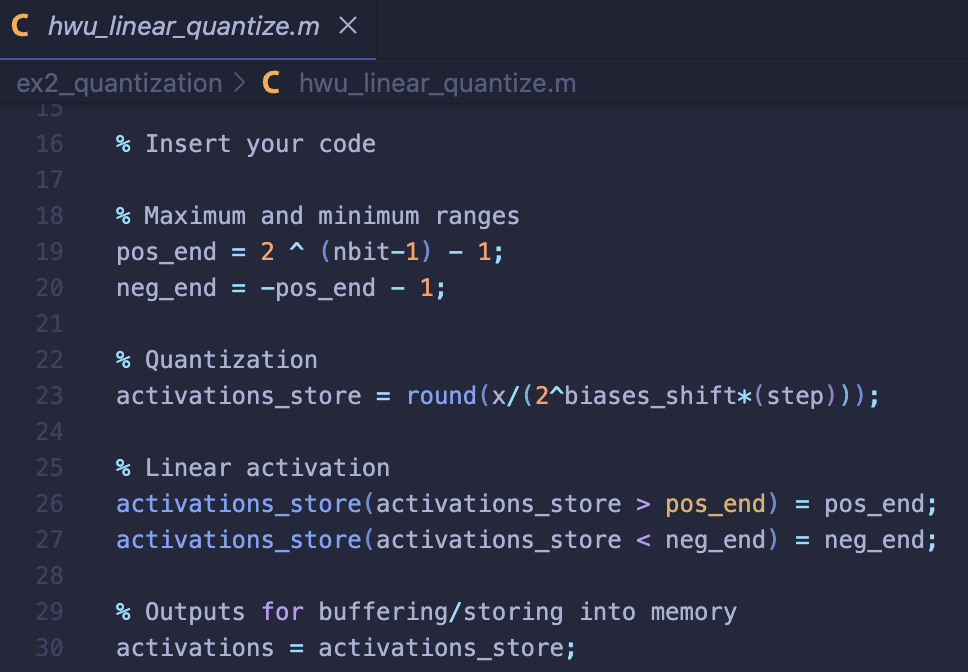 hwu_linear_quantize.m ×
ex2_quantization > C hwu_linear_quantize.m
15
16 % Insert your code
17
18 % Maximum and minimum ranges
19 pos_end = 2 ^ (nbit-1) - 1;
20 neg_end = -pos_end - 1;
21
22 % Quantization
23 activations_store = round(x/(2^biases_shift*(step)));
24
25 % Linear activation
26 activations_store(activations_store > pos_end) = pos_end;
27 activations_store(activations_store < neg_end) = neg_end;
28
29 % Outputs for buffering/storing into memory
30 activations = activations_store;